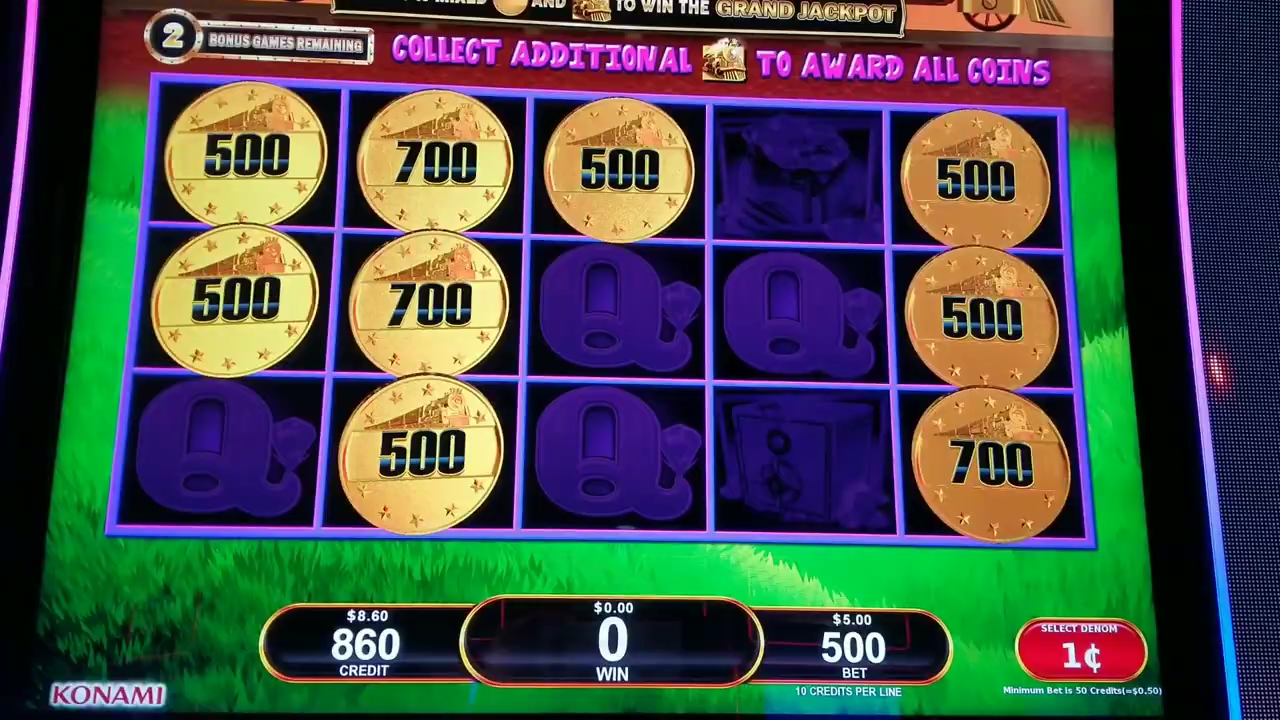 AND TO WIN THE GRAND JACKPOT
2 BONUS GAMES REMAINING
COLLECT ADDITIONAL TO AWARD ALL COINS
500 700 500 500
500 700 Q Q 500
Q 500 Q 700
$8.60
860
CREDIT
$0.00
0
WIN
$5.00
500
BET
10 CREDITS PER LINE
SELECT DENOM
1¢
Minimum Bet is 50 Credits(=$0.50)
KONAMI